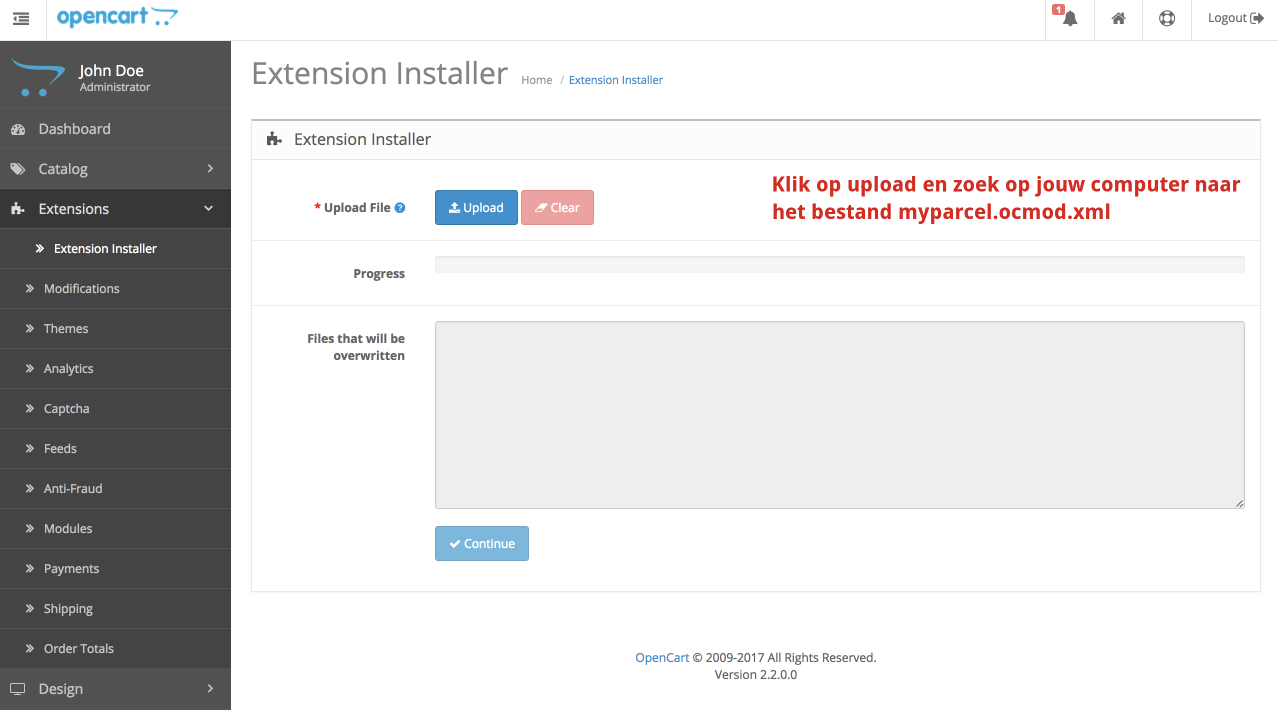 opencart
1
Logout
John Doe
Administrator
Extension Installer
Home / Extension Installer
Dashboard
Catalog
Extensions
Extension Installer
Modifications
Themes
Analytics
Captcha
Feeds
Anti-Fraud
Modules
Payments
Shipping
Order Totals
Design
Extension Installer
* Upload File ?
Upload
Clear
Klik op upload en zoek op jouw computer naar
het bestand myparcel.ocmod.xml
Progress
Files that will be
overwritten
Continue
OpenCart © 2009-2017 All Rights Reserved.
Version 2.2.0.0